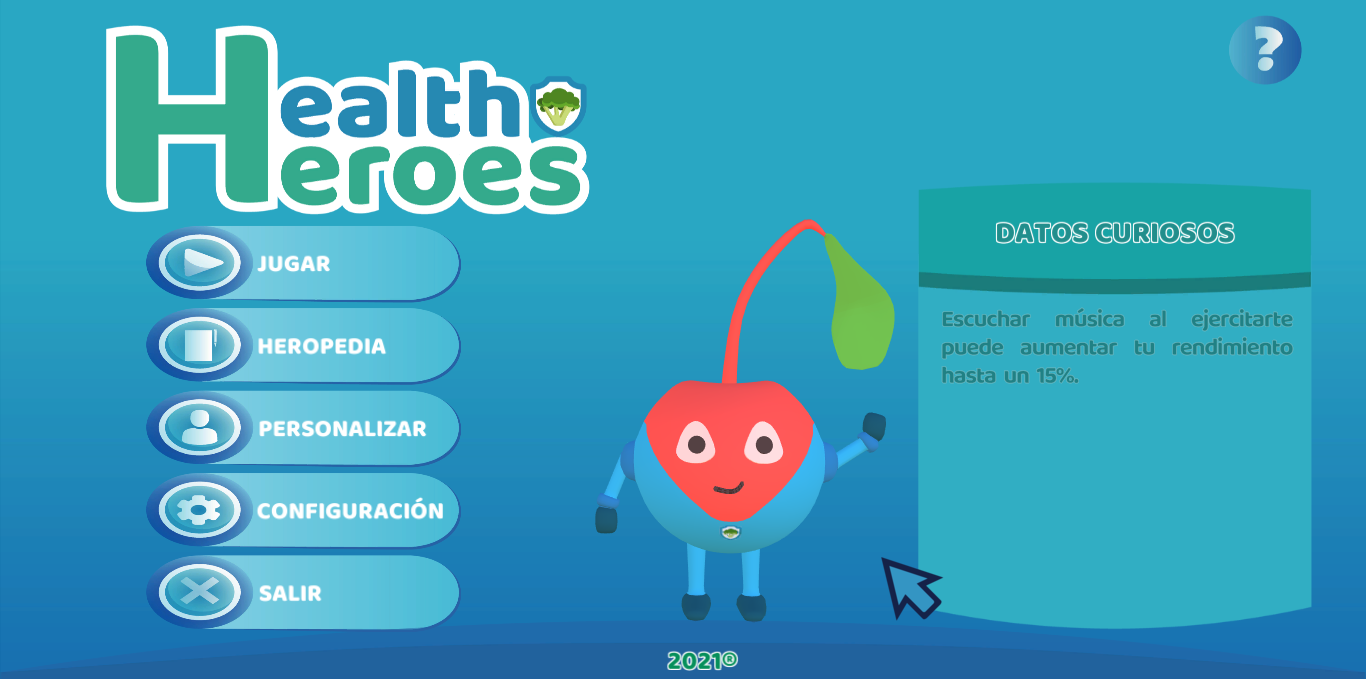 Health
Heroes
?
JUGAR
HEROPEDIA
PERSONALIZAR
CONFIGURACIÓN
SALIR
DATOS CURIOSOS
Escuchar música al ejercitarte
puede aumentar tu rendimiento
hasta un 15%.
2021®